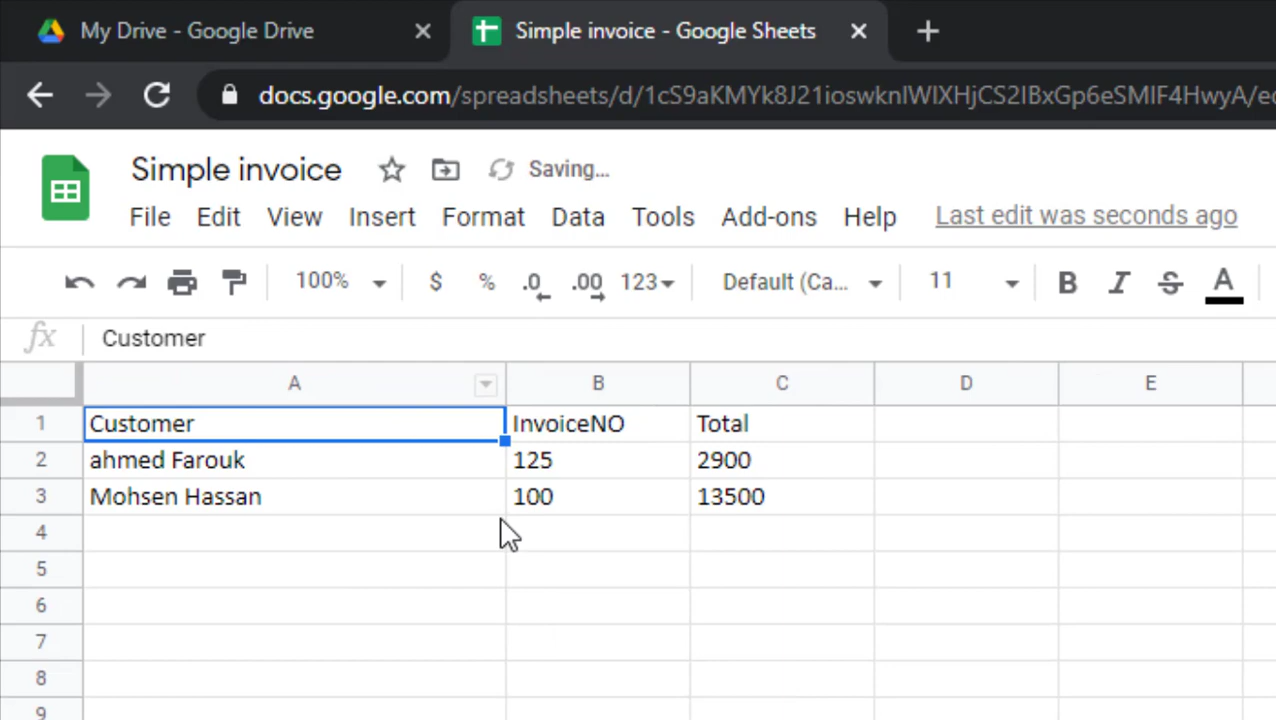 My Drive - Google Drive
Simple invoice - Google Sheets
docs.google.com/spreadsheets/d/1cS9aKMYk8J21ioswknlWlXHjCS2lBxGp6eSMlF4HwyA/ec
Simple invoice Saving...
File Edit View Insert Format Data Tools Add-ons Help Last edit was seconds ago
100% $ % .0 .00 123 Default (Ca... 11 B I S A
fx Customer
A B C D E
1 Customer InvoiceNO Total
2 ahmed Farouk 125 2900
3 Mohsen Hassan 100 13500
4
5
6
7
8
9